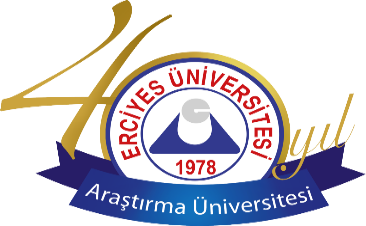 40.yıl
ERCİYES ÜNİVERSİTESİ
1978
Araştırma Üniversitesi